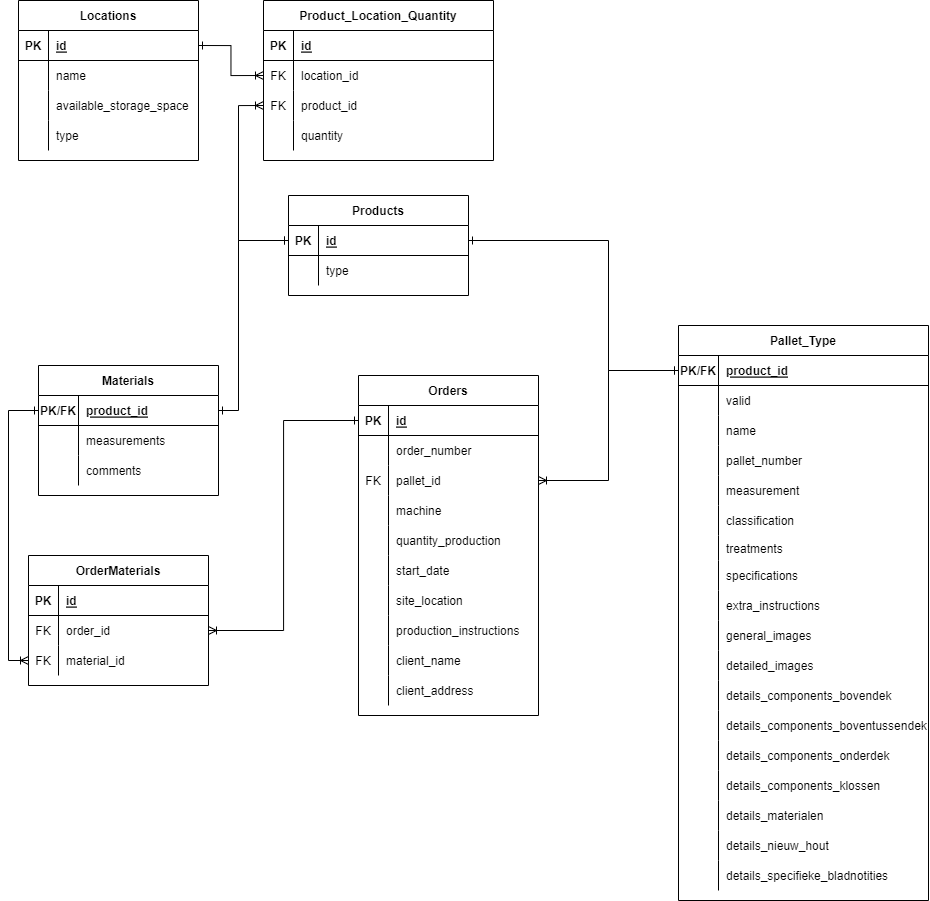 Locations
PK id
name
available_storage_space
type
Product_Location_Quantity
PK id
FK location_id
FK product_id
quantity
Products
PK id
type
Materials
PK/FK product_id
measurements
comments
Orders
PK id
order_number
FK pallet_id
machine
quantity_production
start_date
site_location
production_instructions
client_name
client_address
OrderMaterials
PK id
FK order_id
FK material_id
Pallet_Type
PK/FK product_id
valid
name
pallet_number
measurement
classification
treatments
specifications
extra_instructions
general_images
detailed_images
details_components_bovendek
details_components_boventussendek
details_components_onderdek
details_components_klossen
details_materialen
details_nieuw_hout
details_specifieke_bladnotities